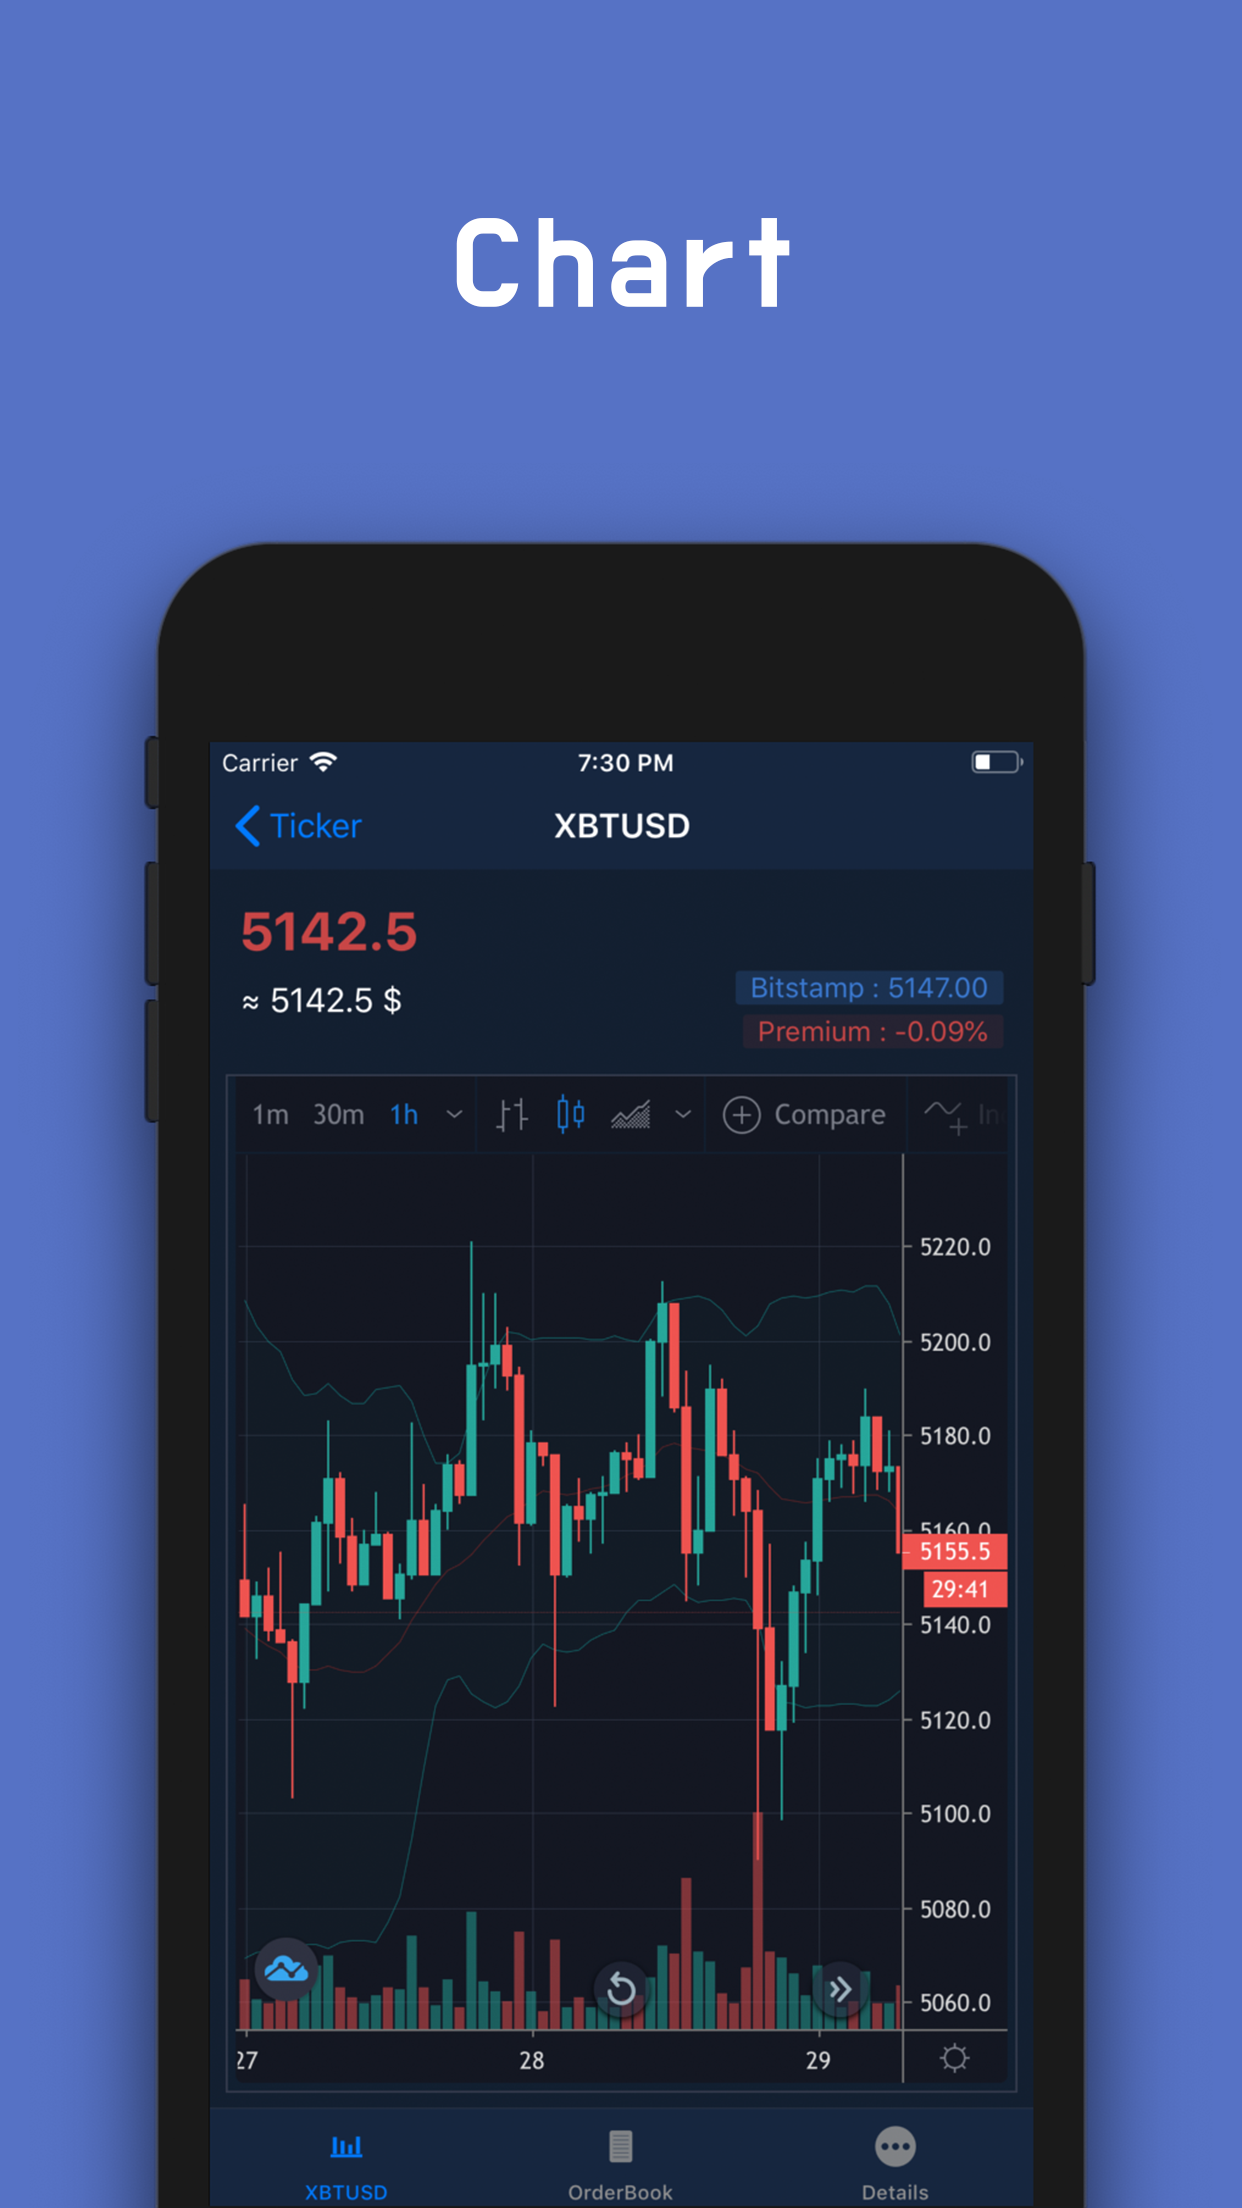 Chart
Carrier 7:30 PM
Ticker XBTUSD
5142.5
≈ 5142.5 $
Bitstamp : 5147.00
Premium : -0.09%
1m 30m 1h Compare
5220.0
5200.0
5180.0
5160.0
5155.5
29:41
5140.0
5120.0
5100.0
5080.0
5060.0
27 28 29
XBTUSD OrderBook Details